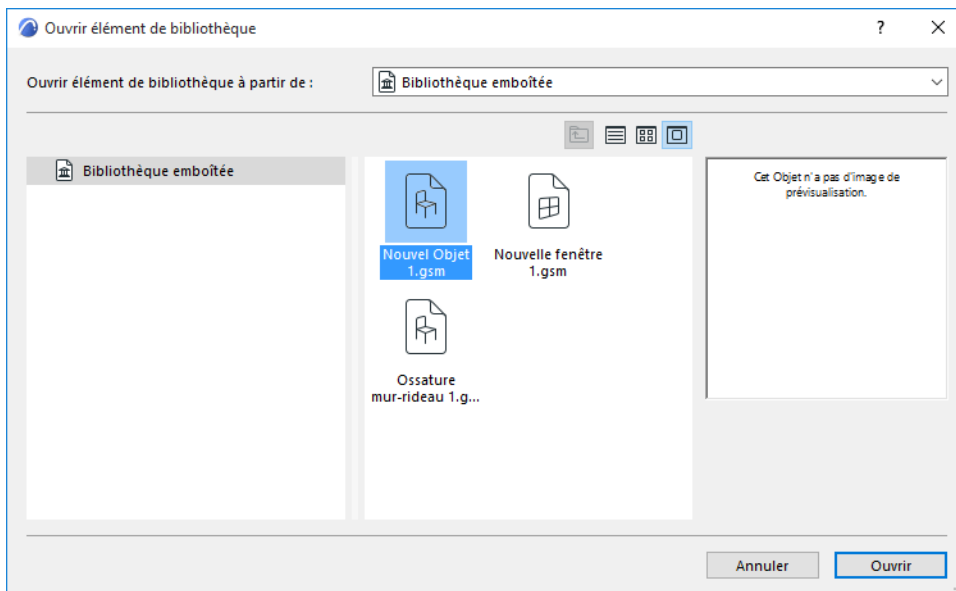 Ouvrir élément de bibliothèque
?
Ouvrir élément de bibliothèque à partir de :
Bibliothèque emboîtée
Bibliothèque emboîtée
Nouvel Objet
1.gsm
Nouvelle fenêtre
1.gsm
Ossature
mur-rideau 1.g...
Cet Objet n'a pas d'image de
prévisualisation.
Annuler
Ouvrir